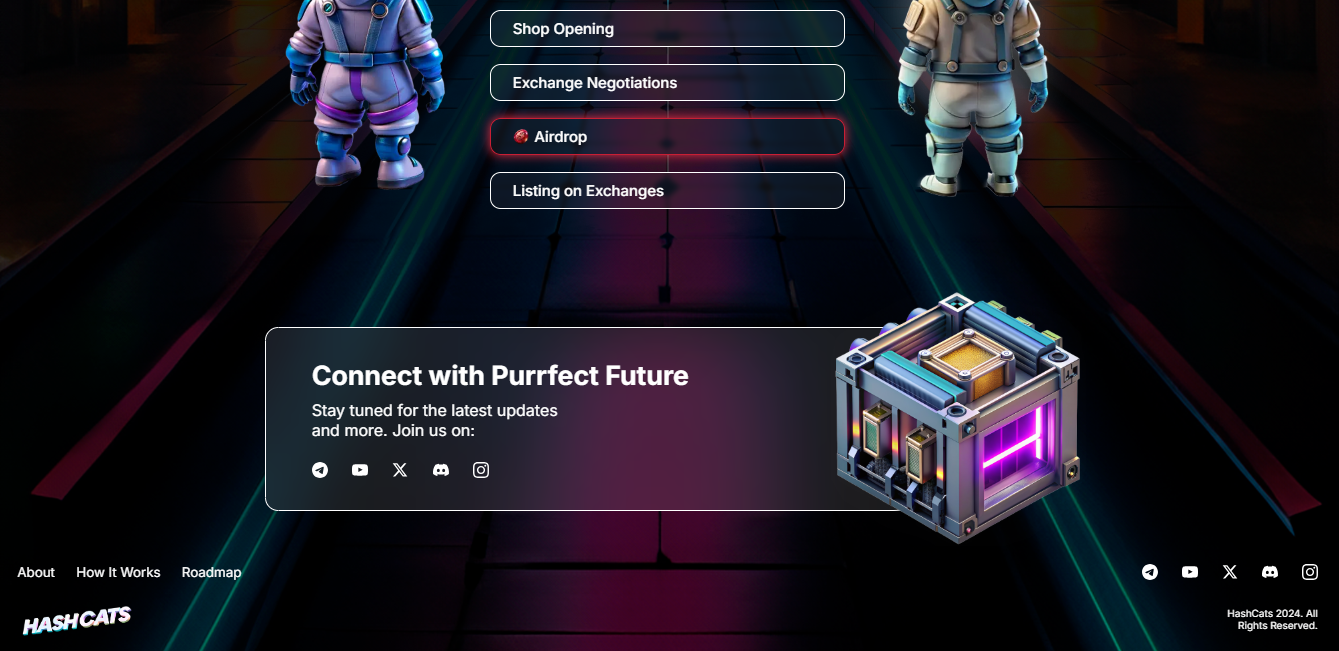 Shop Opening
Exchange Negotiations
Airdrop
Listing on Exchanges
Connect with Purrfect Future
Stay tuned for the latest updates
and more. Join us on:
About How It Works Roadmap
HASHCATS
HashCats 2024. All
Rights Reserved.